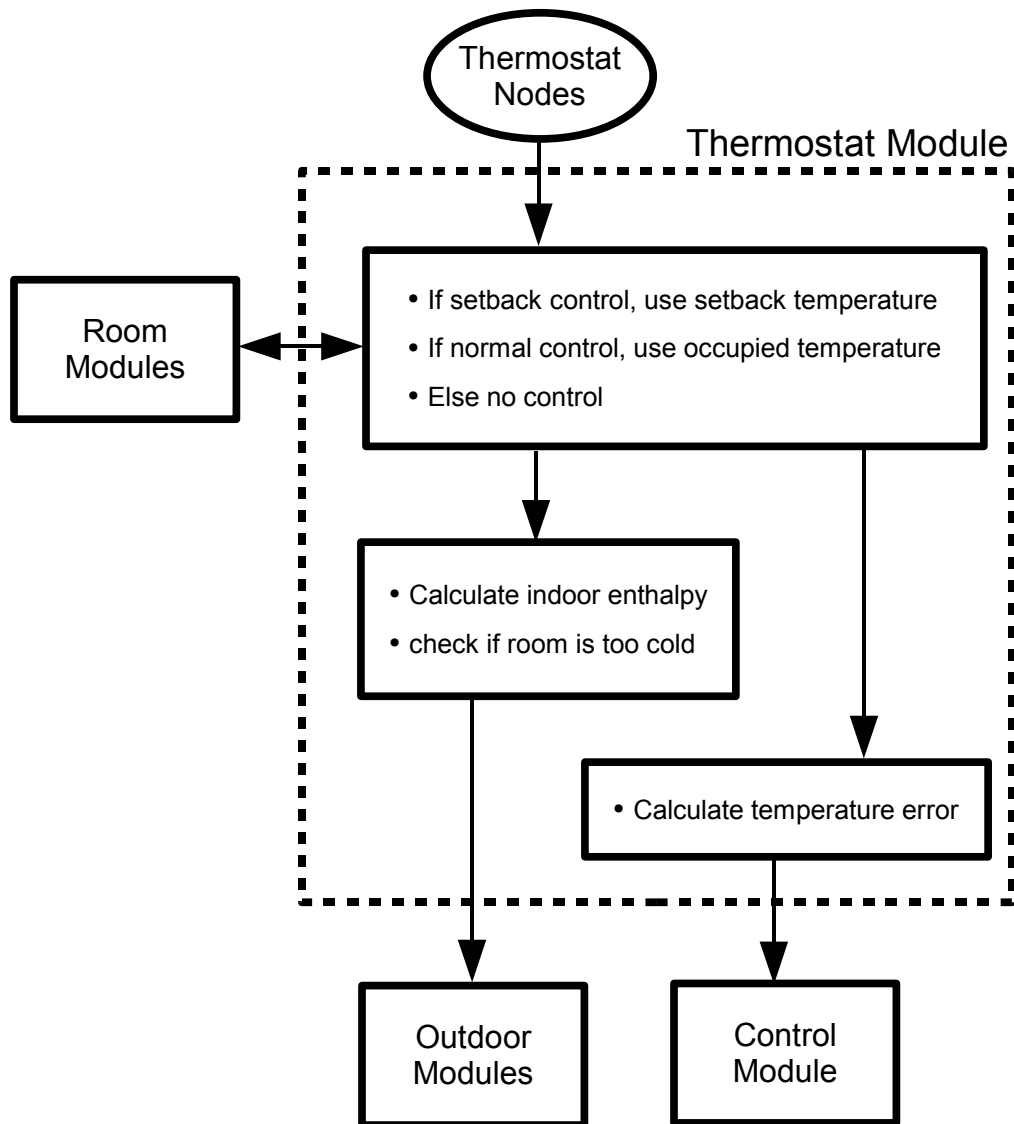 Thermostat
Nodes
Thermostat Module
Room
Modules
• If setback control, use setback temperature
• If normal control, use occupied temperature
• Else no control
• Calculate indoor enthalpy
• check if room is too cold
• Calculate temperature error
Outdoor
Modules
Control
Module